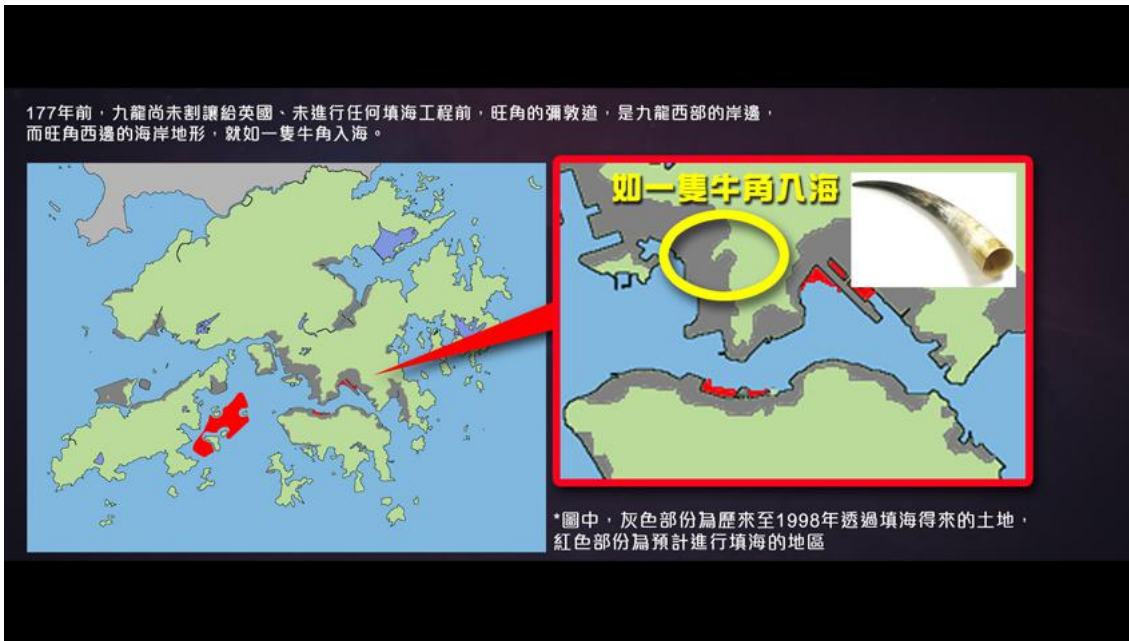 177年前，九龍尚未割讓給英國、未進行任何填海工程前，旺角的彌敦道，是九龍西部的岸邊，
而旺角西邊的海岸地形，就如一隻牛角入海。
如一隻牛角入海
*圖中，灰色部份為歷來至1998年透過填海得來的土地，
紅色部份為預計進行填海的地區